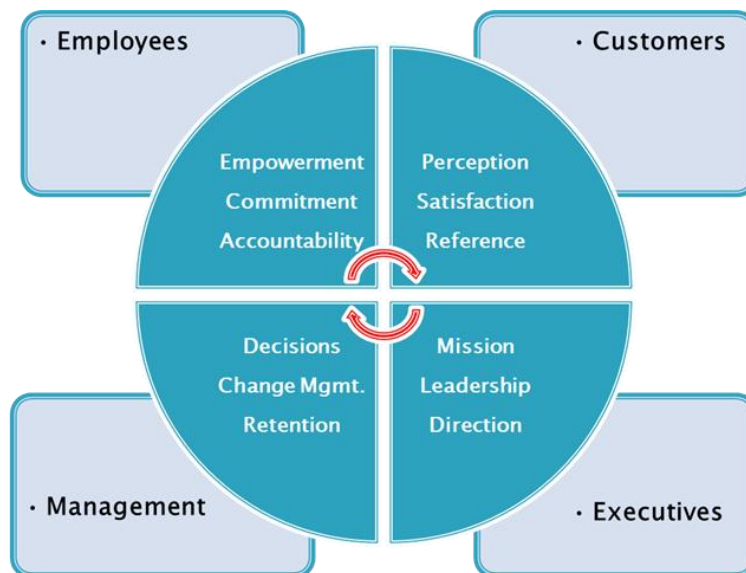 · Employees
Empowerment
Commitment
Accountability
· Customers
Perception
Satisfaction
Reference
Decisions
Change Mgmt.
Retention
· Management
Mission
Leadership
Direction
· Executives